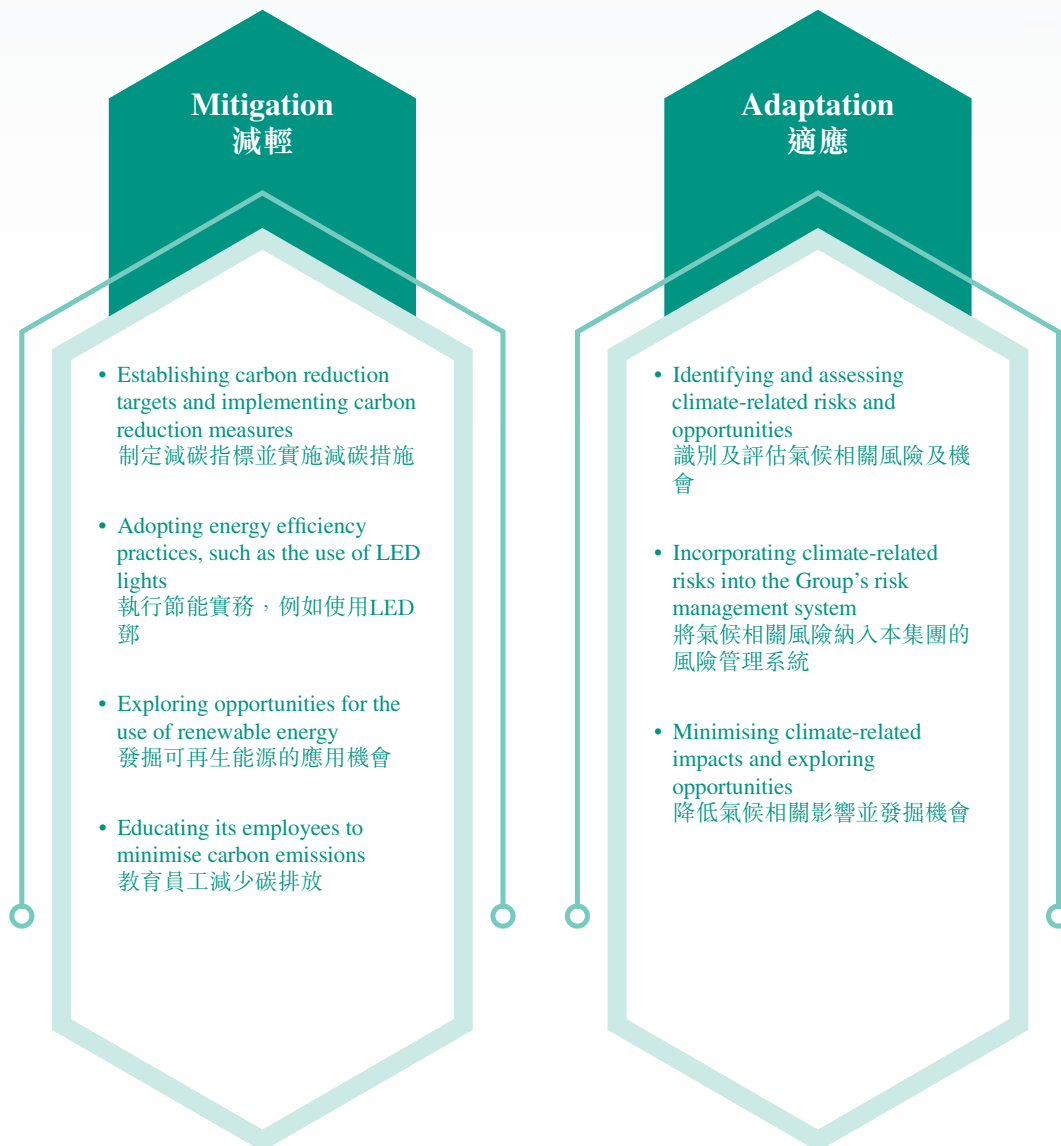 Mitigation
減輕
• Establishing carbon reduction
targets and implementing carbon
reduction measures
制定減碳指標並實施減碳措施
• Adopting energy efficiency
practices, such as the use of LED
lights
執行節能實務，例如使用LED
鄧
• Exploring opportunities for the
use of renewable energy
發掘可再生能源的應用機會
• Educating its employees to
minimise carbon emissions
教育員工減少碳排放
Adaptation
適應
• Identifying and assessing
climate-related risks and
opportunities
識別及評估氣候相關風險及機
會
• Incorporating climate-related
risks into the Group’s risk
management system
將氣候相關風險納入本集團的
風險管理系統
• Minimising climate-related
impacts and exploring
opportunities
降低氣候相關影響並發掘機會